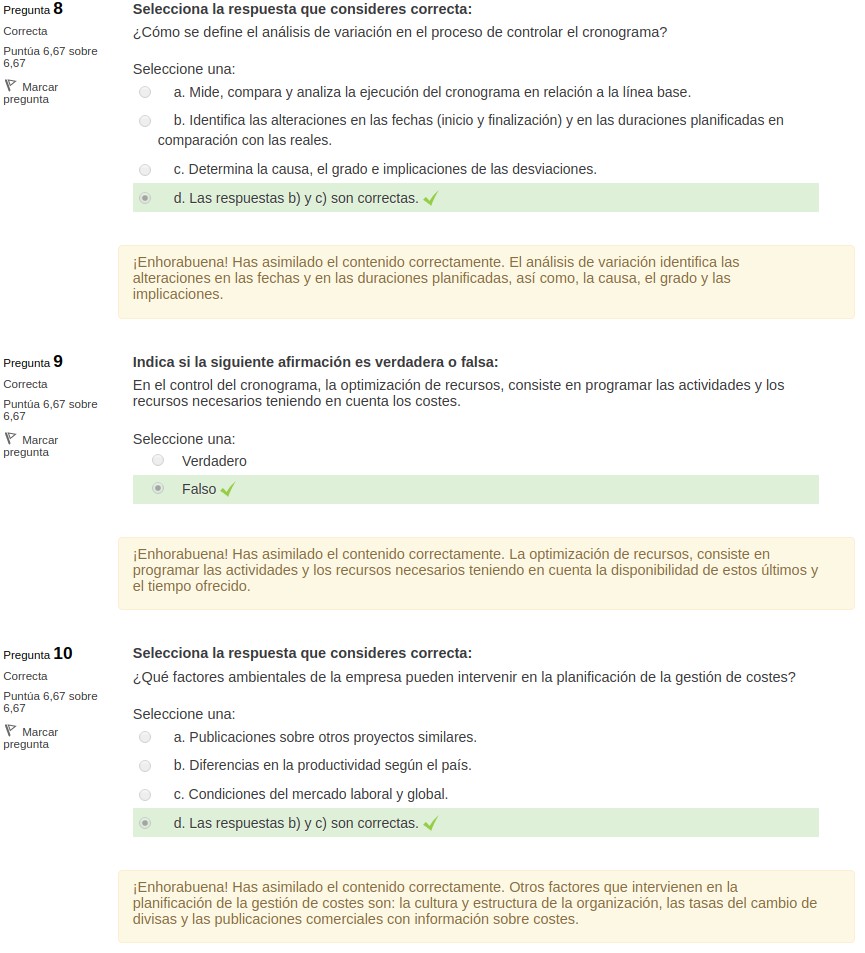 Pregunta 8
Correcta
Puntúa 6,67 sobre
6,67
Marcar
pregunta
Selecciona la respuesta que consideres correcta:
¿Cómo se define el análisis de variación en el proceso de controlar el cronograma?
Seleccione una:
a. Mide, compara y analiza la ejecución del cronograma en relación a la línea base.
b. Identifica las alteraciones en las fechas (inicio y finalización) y en las duraciones planificadas en
comparación con las reales.
c. Determina la causa, el grado e implicaciones de las desviaciones.
d. Las respuestas b) y c) son correctas.
¡Enhorabuena! Has asimilado el contenido correctamente. El análisis de variación identifica las
alteraciones en las fechas y en las duraciones planificadas, así como, la causa, el grado y las
implicaciones.
Pregunta 9
Correcta
Puntúa 6,67 sobre
6,67
Marcar
pregunta
Indica si la siguiente afirmación es verdadera o falsa:
En el control del cronograma, la optimización de recursos, consiste en programar las actividades y los
recursos necesarios teniendo en cuenta los costes.
Seleccione una:
Verdadero
Falso
¡Enhorabuena! Has asimilado el contenido correctamente. La optimización de recursos, consiste en
programar las actividades y los recursos necesarios teniendo en cuenta la disponibilidad de estos últimos y
el tiempo ofrecido.
Pregunta 10
Correcta
Puntúa 6,67 sobre
6,67
Marcar
pregunta
Selecciona la respuesta que consideres correcta:
¿Qué factores ambientales de la empresa pueden intervenir en la planificación de la gestión de costes?
Seleccione una:
a. Publicaciones sobre otros proyectos similares.
b. Diferencias en la productividad según el país.
c. Condiciones del mercado laboral y global.
d. Las respuestas b) y c) son correctas.
¡Enhorabuena! Has asimilado el contenido correctamente. Otros factores que intervienen en la
planificación de la gestión de costes son: la cultura y estructura de la organización, las tasas del cambio de
divisas y las publicaciones comerciales con información sobre costes.